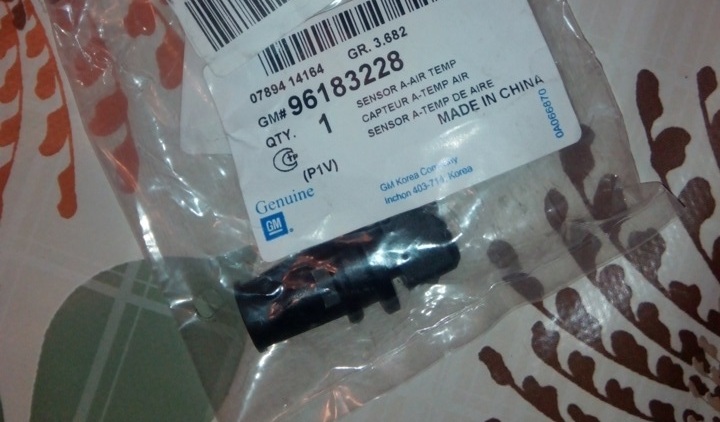 GR. 3.682
07894 14164
GM# 96183228
QTY. 1
SENSOR A-AIR TEMP
CAPTEUR A-TEMP AIR
SENSOR A-TEMP DE AIRE
MADE IN CHINA
0A066870
(P1V)
Genuine
GM
GM Korea Company
Inchon 403-714, Korea